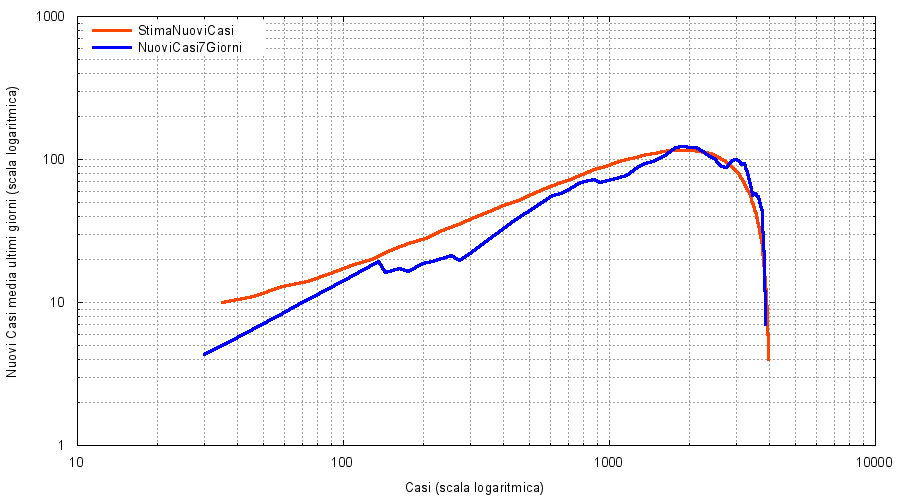 1000
StimaNuoviCasi
NuoviCasi7Giorni
100
10
1
Nuovi Casi media ultimi giorni (scala logaritmica)
10
100
1000
10000
Casi (scala logaritmica)